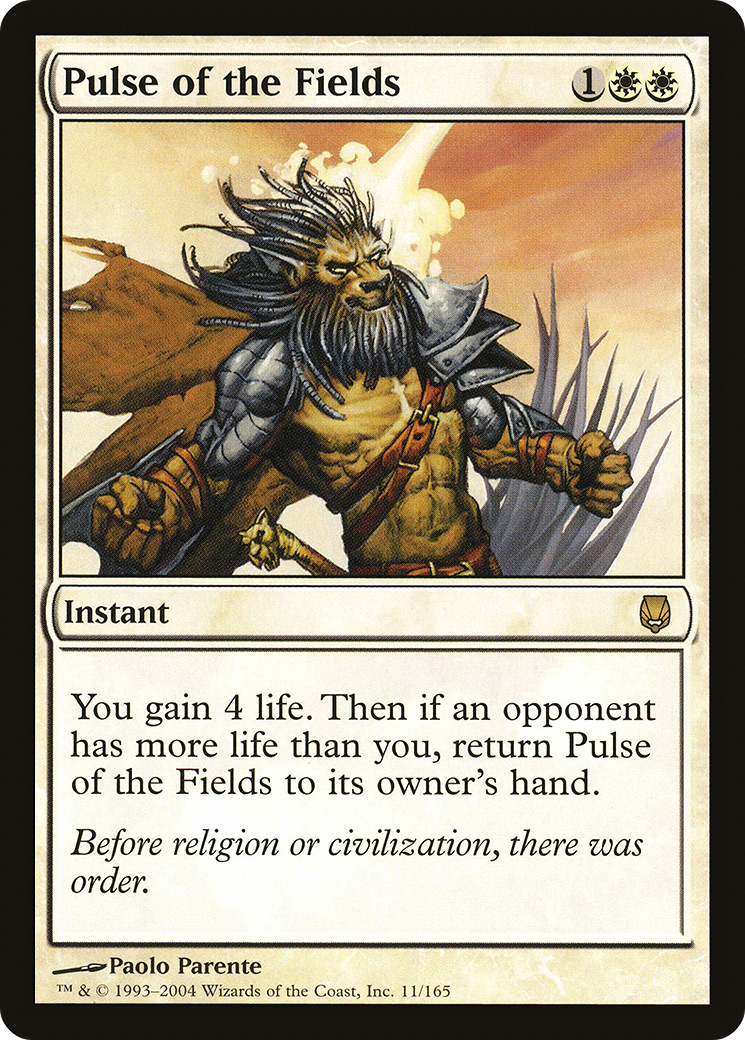 Pulse of the Fields 1
Instant
You gain 4 life. Then if an opponent
has more life than you, return Pulse
of the Fields to its owner's hand.
Before religion or civilization, there was
order.
Paolo Parente
™ & © 1993–2004 Wizards of the Coast, Inc. 11/165